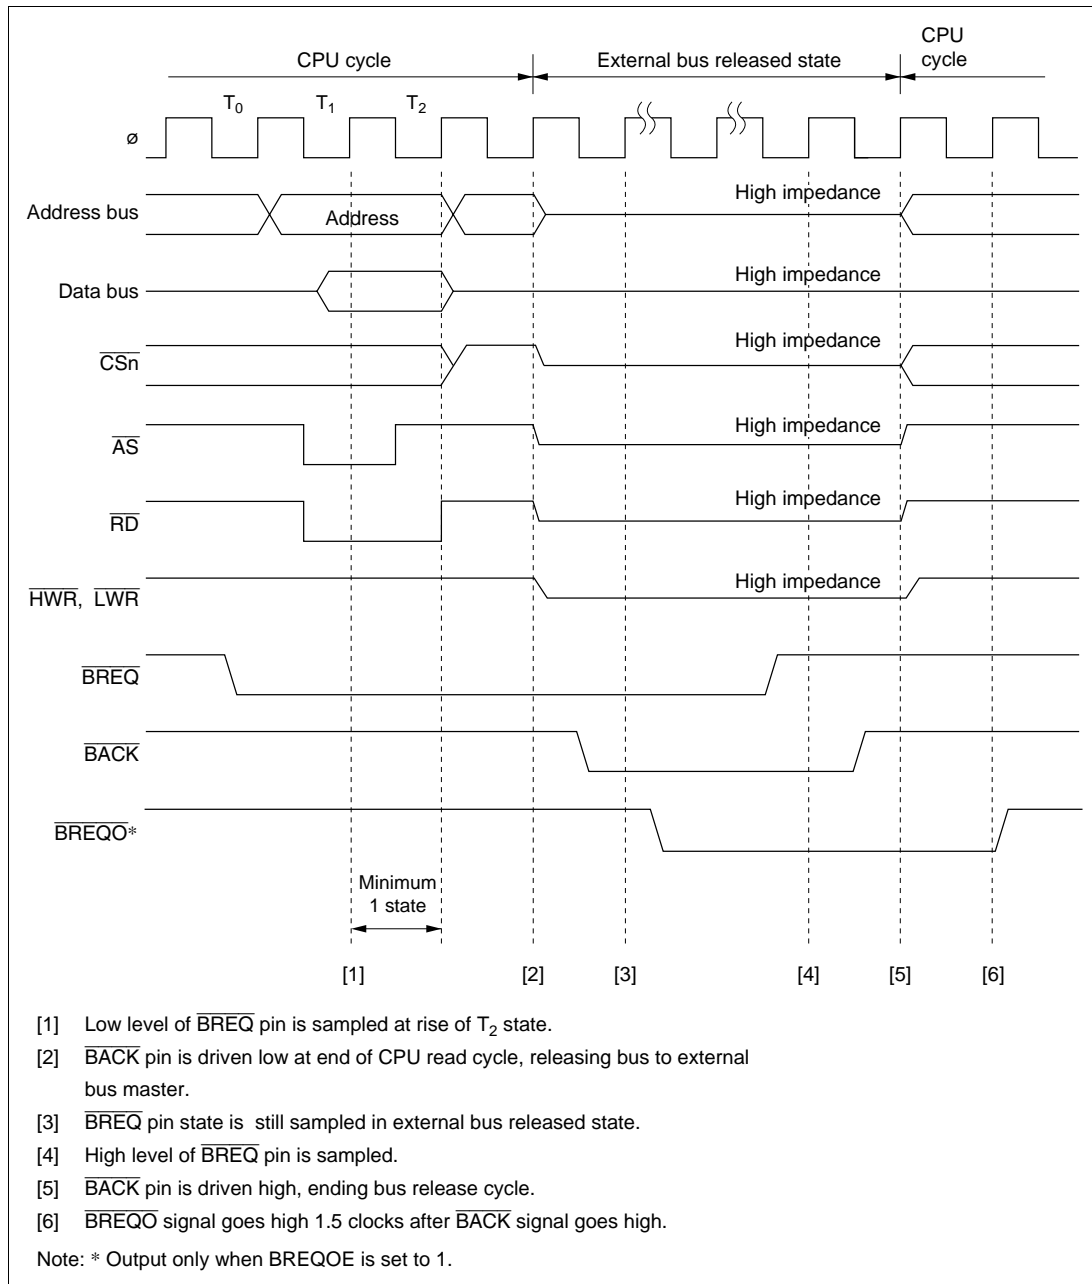 CPU cycle External bus released state CPU cycle
T0 T1 T2
ø
Address bus Address High impedance
Data bus High impedance
CSn High impedance
AS High impedance
RD High impedance
HWR, LWR High impedance
BREQ
BACK
BREQO*
Minimum
1 state
[1] [2] [3] [4] [5] [6]
[1] Low level of BREQ pin is sampled at rise of T2 state.
[2] BACK pin is driven low at end of CPU read cycle, releasing bus to external
bus master.
[3] BREQ pin state is still sampled in external bus released state.
[4] High level of BREQ pin is sampled.
[5] BACK pin is driven high, ending bus release cycle.
[6] BREQO signal goes high 1.5 clocks after BACK signal goes high.
Note: * Output only when BREQOE is set to 1.